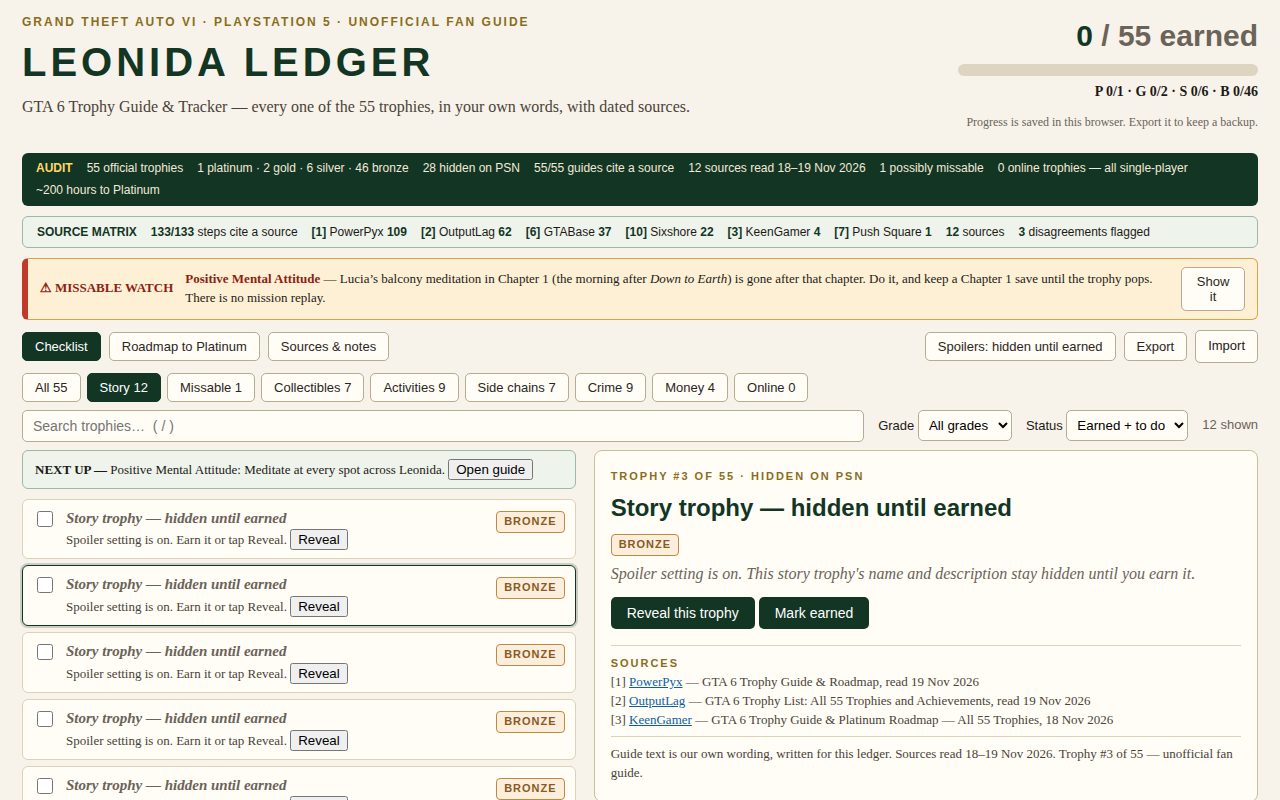 GRAND THEFT AUTO VI · PLAYSTATION 5 · UNOFFICIAL FAN GUIDE
LEONIDA LEDGER
GTA 6 Trophy Guide & Tracker — every one of the 55 trophies, in your own words, with dated sources.
0 / 55 earned
P 0/1 · G 0/2 · S 0/6 · B 0/46
Progress is saved in this browser. Export it to keep a backup.
AUDIT 55 official trophies 1 platinum · 2 gold · 6 silver · 46 bronze 28 hidden on PSN 55/55 guides cite a source 12 sources read 18–19 Nov 2026 1 possibly missable 0 online trophies — all single-player
~200 hours to Platinum
SOURCE MATRIX 133/133 steps cite a source [1] PowerPyx 109 [2] OutputLag 62 [6] GTABase 37 [10] Sixshore 22 [3] KeenGamer 4 [7] Push Square 1 12 sources 3 disagreements flagged
⚠ MISSABLE WATCH
Positive Mental Attitude — Lucia’s balcony meditation in Chapter 1 (the morning after Down to Earth) is gone after that chapter. Do it, and keep a Chapter 1 save until the trophy pops.
There is no mission replay.
Show
it
Checklist Roadmap to Platinum Sources & notes
Spoilers: hidden until earned Export Import
All 55 Story 12 Missable 1 Collectibles 7 Activities 9 Side chains 7 Crime 9 Money 4 Online 0
Search trophies… ( / )
Grade All grades Status Earned + to do 12 shown
NEXT UP — Positive Mental Attitude: Meditate at every spot across Leonida. Open guide
Story trophy — hidden until earned
BRONZE
Spoiler setting is on. Earn it or tap Reveal. Reveal
Story trophy — hidden until earned
BRONZE
Spoiler setting is on. Earn it or tap Reveal. Reveal
Story trophy — hidden until earned
BRONZE
Spoiler setting is on. Earn it or tap Reveal. Reveal
Story trophy — hidden until earned
BRONZE
Spoiler setting is on. Earn it or tap Reveal. Reveal
Story trophy — hidden until earned
BRONZE
TROPHY #3 OF 55 · HIDDEN ON PSN
Story trophy — hidden until earned
BRONZE
Spoiler setting is on. This story trophy's name and description stay hidden until you earn it.
Reveal this trophy Mark earned
SOURCES
[1] PowerPyx — GTA 6 Trophy Guide & Roadmap, read 19 Nov 2026
[2] OutputLag — GTA 6 Trophy List: All 55 Trophies and Achievements, read 19 Nov 2026
[3] KeenGamer — GTA 6 Trophy Guide & Platinum Roadmap — All 55 Trophies, 18 Nov 2026
Guide text is our own wording, written for this ledger. Sources read 18–19 Nov 2026. Trophy #3 of 55 — unofficial fan
guide.